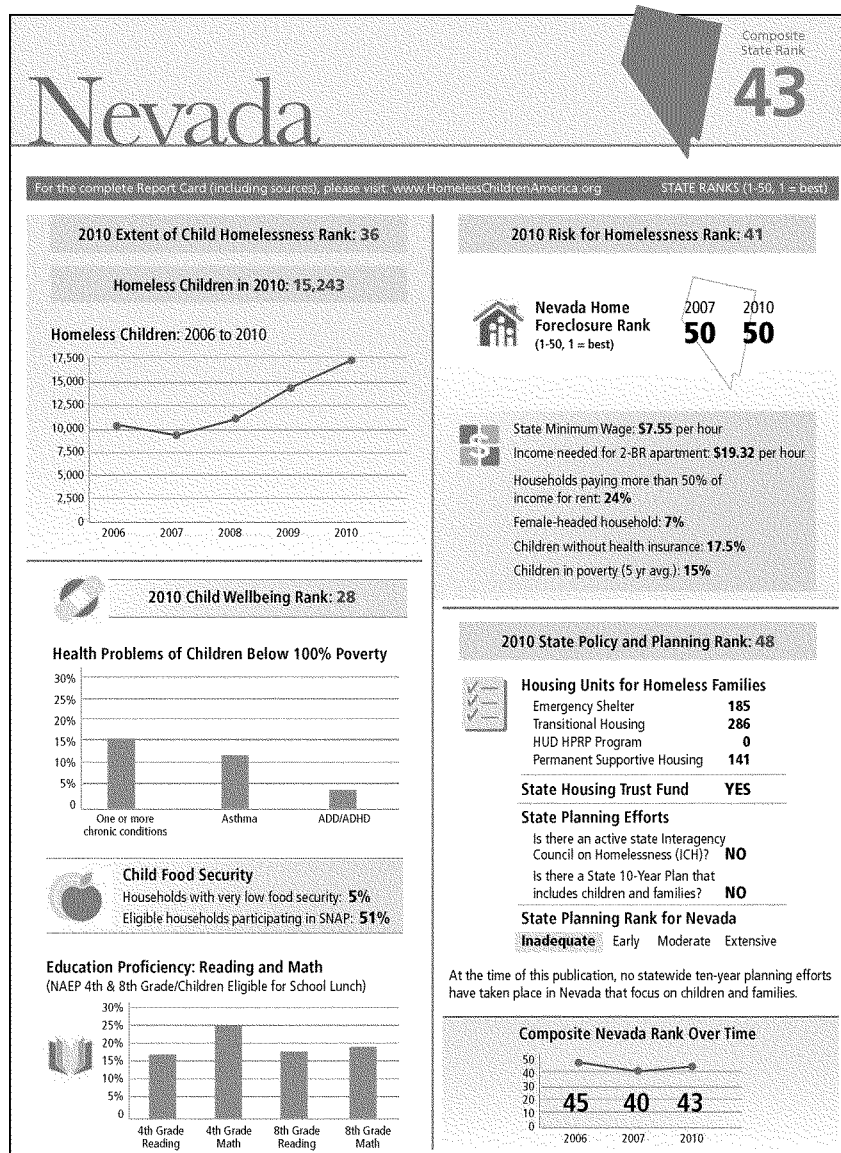 Nevada
Composite
State Rank
43
For the complete Report Card (including sources), please visit: www.HomelessChildrenAmerica.org
STATE RANKS (1-50, 1 = best)
2010 Extent of Child Homelessness Rank: 36
Homeless Children in 2010: 15,243
Homeless Children: 2006 to 2010
17,500
15,000
12,500
10,000
7,500
5,000
2,500
0
2006 2007 2008 2009 2010
2010 Child Wellbeing Rank: 28
Health Problems of Children Below 100% Poverty
30%
25%
20%
15%
10%
5%
0
One or more
chronic conditions
Asthma
ADD/ADHD
Child Food Security
Households with very low food security: 5%
Eligible households participating in SNAP: 51%
Education Proficiency: Reading and Math
(NAEP 4th & 8th Grade/Children Eligible for School Lunch)
30%
25%
20%
15%
10%
5%
0
4th Grade
Reading
4th Grade
Math
8th Grade
Reading
8th Grade
Math
2010 Risk for Homelessness Rank: 41
Nevada Home
Foreclosure Rank
(1-50, 1 = best)
2007 2010
50 50
$
State Minimum Wage: $7.55 per hour
Income needed for 2-BR apartment: $19.32 per hour
Households paying more than 50% of
income for rent: 24%
Female-headed household: 7%
Children without health insurance: 17.5%
Children in poverty (5 yr avg.): 15%
2010 State Policy and Planning Rank: 48
Housing Units for Homeless Families
Emergency Shelter 185
Transitional Housing 286
HUD HPRP Program 0
Permanent Supportive Housing 141
State Housing Trust Fund YES
State Planning Efforts
Is there an active state Interagency
Council on Homelessness (ICH)? NO
Is there a State 10-Year Plan that
includes children and families? NO
State Planning Rank for Nevada
Inadequate Early Moderate Extensive
At the time of this publication, no statewide ten-year planning efforts
have taken place in Nevada that focus on children and families.
Composite Nevada Rank Over Time
50
40
30
20
10
0
45 40 43
2006 2007 2010